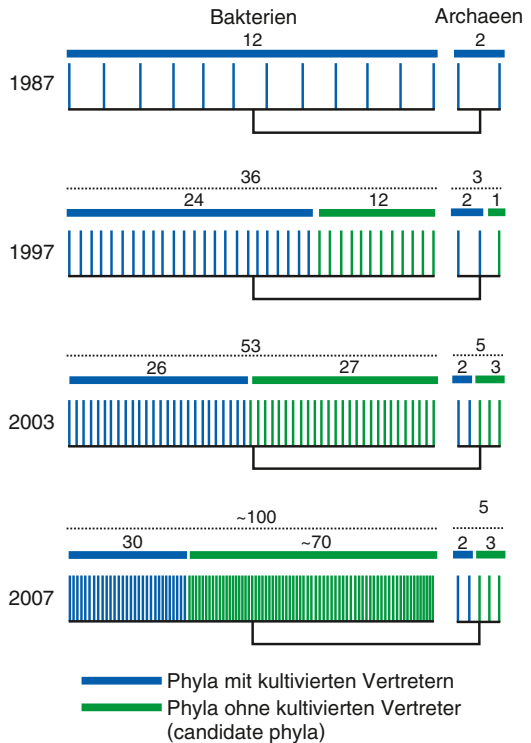 Bakterien Archaeen
12 2
1987
36 3
24 12 2 1
1997
53 5
26 27 2 3
2003
~100 5
30 ~70 2 3
2007
Phyla mit kultivierten Vertretern
Phyla ohne kultivierten Vertreter
(candidate phyla)